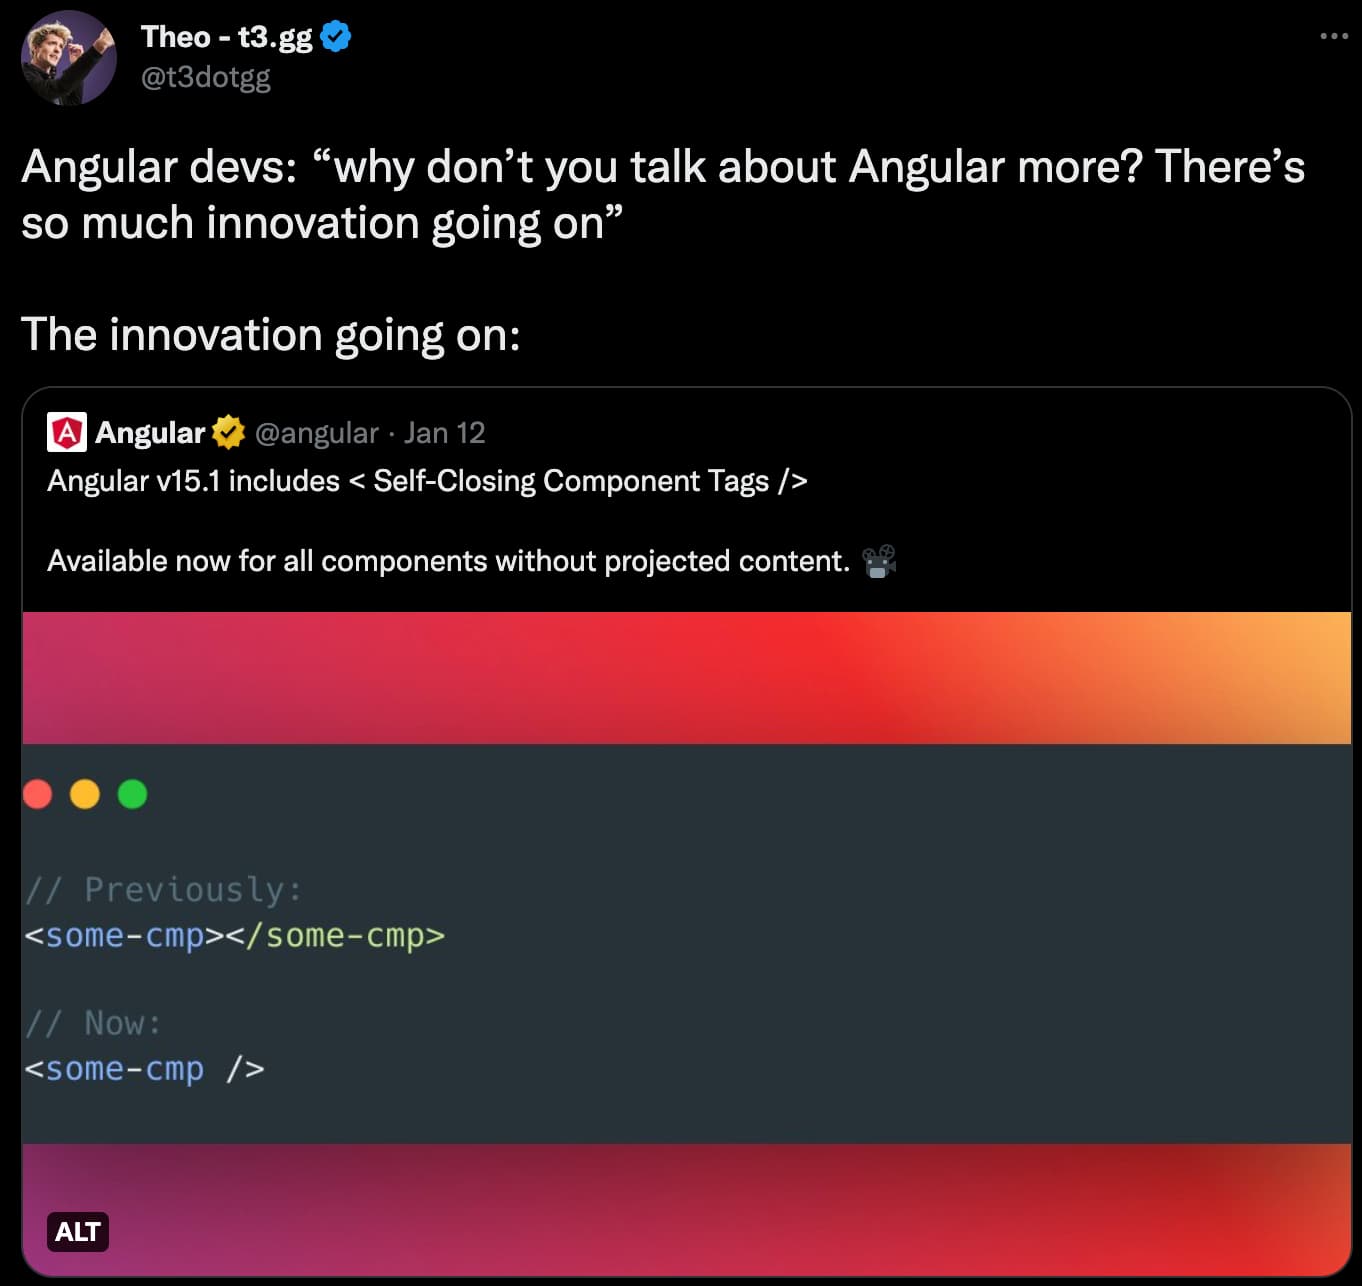 Theo - t3.gg
@t3dotgg
Angular devs: “why don’t you talk about Angular more? There’s
so much innovation going on”
The innovation going on:
Angular @angular · Jan 12
Angular v15.1 includes < Self-Closing Component Tags />
Available now for all components without projected content.
// Previously:
<some-cmp></some-cmp>
// Now:
<some-cmp />
ALT